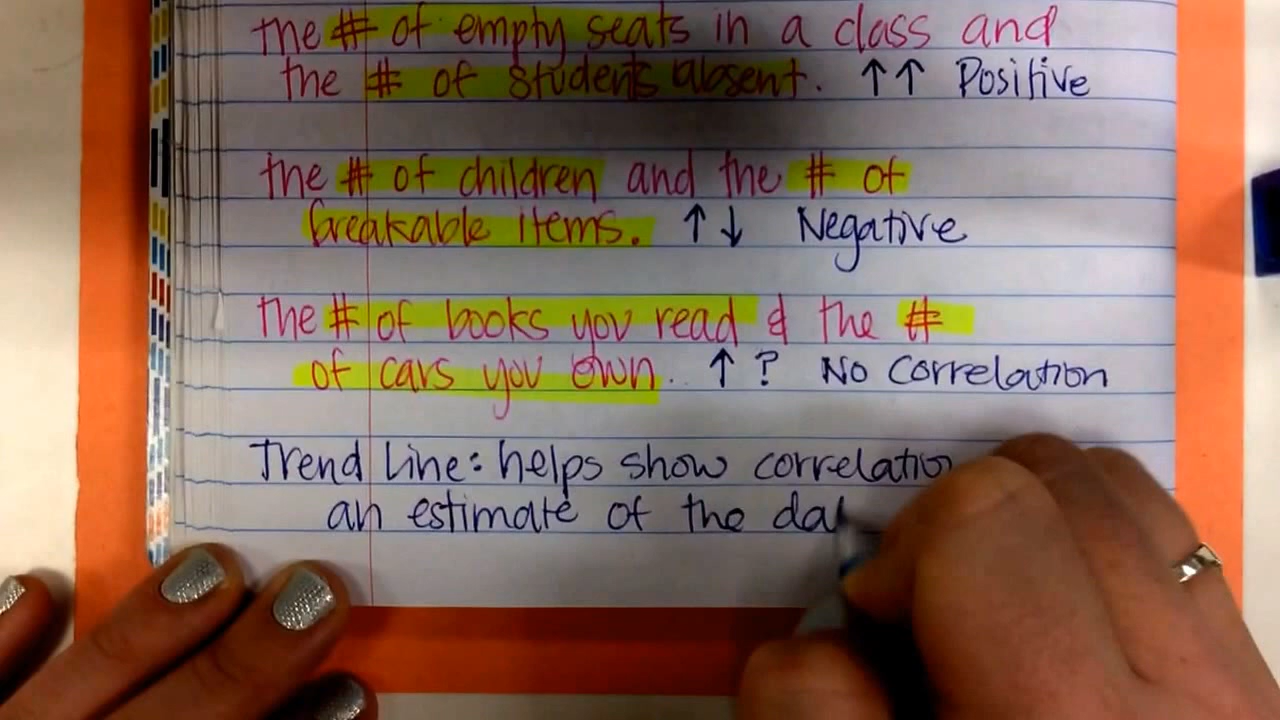 the # of empty seats in a class and
the # of students absent. ↑↑ Positive
the # of children and the # of
breakable items. ↑↓ Negative
the # of books you read & the #
of cars you own. ↑ ? No Correlation
Trend Line: helps show
an estimate of the